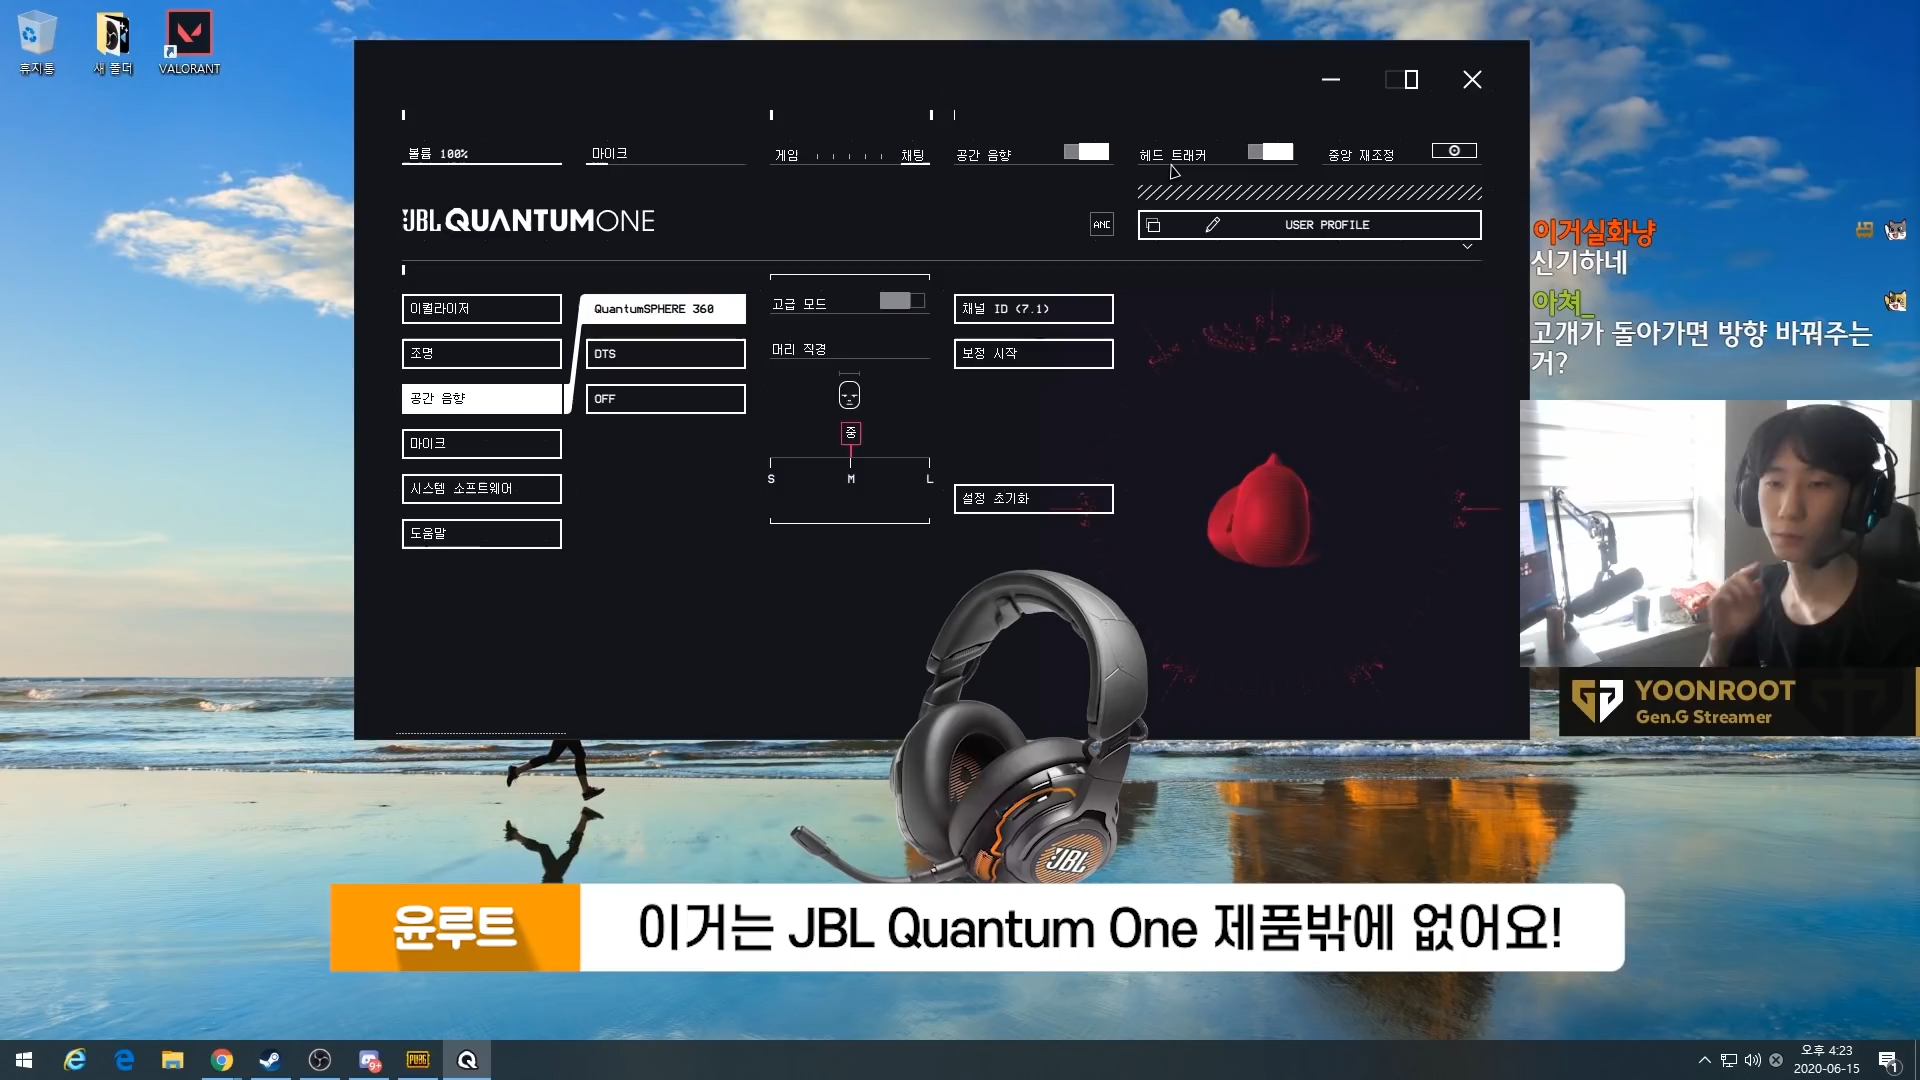 휴지통
새 폴더
VALORANT
볼륨 100%
마이크
게임
채팅
공간 음향
헤드 트래커
중앙 재조정
JBL QUANTUMONE
ANC
USER PROFILE
이퀄라이저
조명
공간 음향
마이크
시스템 소프트웨어
도움말
QuantumSPHERE 360
DTS
OFF
고급 모드
머리 직경
중
S M L
채널 ID (7.1)
보정 시작
설정 초기화
이거실화냥
신기하네
아쳐_
고개가 돌아가면 방향 바꿔주는
거?
YOONROOT
Gen.G Streamer
JBL
윤루트
이거는 JBL Quantum One 제품밖에 없어요!
9+
PUBG
오후 4:23
2020-06-15
1